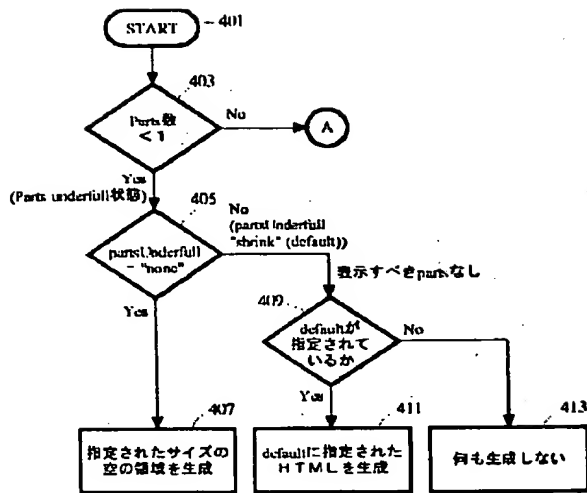 START
401
403
Parts数
< 1
No
A
Yes
(Parts underfull状態)
405
No
(partsUnderfull
"shrink" (default))
partsUnderfull
= "none"
表示すべきpartsなし
Yes
409
defaultが
指定されて
いるか
No
Yes
407
411
413
指定されたサイズの
空の領域を生成
defaultに指定された
HTMLを生成
何も生成しない